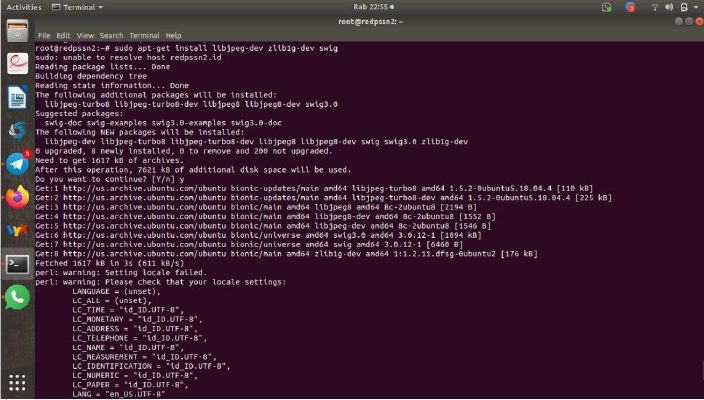 Activities Terminal Rab 22:55
root@redpssn2: ~
File Edit View Search Terminal Help
root@redpssn2:~# sudo apt-get install libjpeg-dev zlib1g-dev swig
sudo: unable to resolve host redpssn2.id
Reading package lists... Done
Building dependency tree
Reading state information... Done
The following additional packages will be installed:
libjpeg-turbo8 libjpeg-turbo8-dev libjpeg8 libjpeg8-dev swig3.0
Suggested packages:
swig-doc swig-examples swig3.0-examples swig3.0-doc
The following NEW packages will be installed:
libjpeg-dev libjpeg-turbo8 libjpeg-turbo8-dev libjpeg8 libjpeg8-dev swig swig3.0 zlib1g-dev
0 upgraded, 8 newly installed, 0 to remove and 200 not upgraded.
Need to get 1617 kB of archives.
After this operation, 7621 kB of additional disk space will be used.
Do you want to continue? [Y/n] y
Get:1 http://us.archive.ubuntu.com/ubuntu bionic-updates/main amd64 libjpeg-turbo8 amd64 1.5.2-0ubuntu5.18.04.4 [110 kB]
Get:2 http://us.archive.ubuntu.com/ubuntu bionic-updates/main amd64 libjpeg-turbo8-dev amd64 1.5.2-0ubuntu5.18.04.4 [225 kB]
Get:3 http://us.archive.ubuntu.com/ubuntu bionic/main amd64 libjpeg8 amd64 8c-2ubuntu8 [2194 B]
Get:4 http://us.archive.ubuntu.com/ubuntu bionic/main amd64 libjpeg8-dev amd64 8c-2ubuntu8 [1552 B]
Get:5 http://us.archive.ubuntu.com/ubuntu bionic/main amd64 libjpeg-dev amd64 8c-2ubuntu8 [1546 B]
Get:6 http://us.archive.ubuntu.com/ubuntu bionic/universe amd64 swig3.0 amd64 3.0.12-1 [1094 kB]
Get:7 http://us.archive.ubuntu.com/ubuntu bionic/universe amd64 swig amd64 3.0.12-1 [6460 B]
Get:8 http://us.archive.ubuntu.com/ubuntu bionic/main amd64 zlib1g-dev amd64 1:1.2.11.dfsg-0ubuntu2 [176 kB]
Fetched 1617 kB in 3s (611 kB/s)
perl: warning: Setting locale failed.
perl: warning: Please check that your locale settings:
LANGUAGE = (unset),
LC_ALL = (unset),
LC_TIME = "id_ID.UTF-8",
LC_MONETARY = "id_ID.UTF-8",
LC_ADDRESS = "id_ID.UTF-8",
LC_TELEPHONE = "id_ID.UTF-8",
LC_NAME = "id_ID.UTF-8",
LC_MEASUREMENT = "id_ID.UTF-8",
LC_IDENTIFICATION = "id_ID.UTF-8",
LC_NUMERIC = "id_ID.UTF-8",
LC_PAPER = "id_ID.UTF-8",
LANG = "en_US.UTF-8"